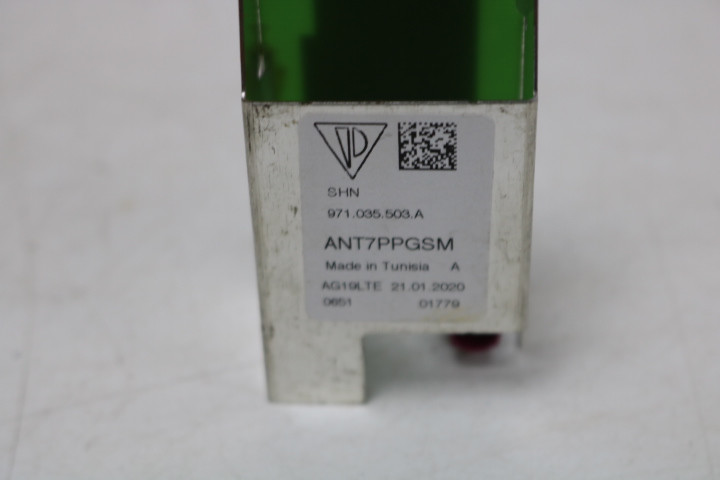 SHN
971.035.503.A
ANT7PPGSM
Made in Tunisia A
AG19LTE 21.01.2020
0651 01779